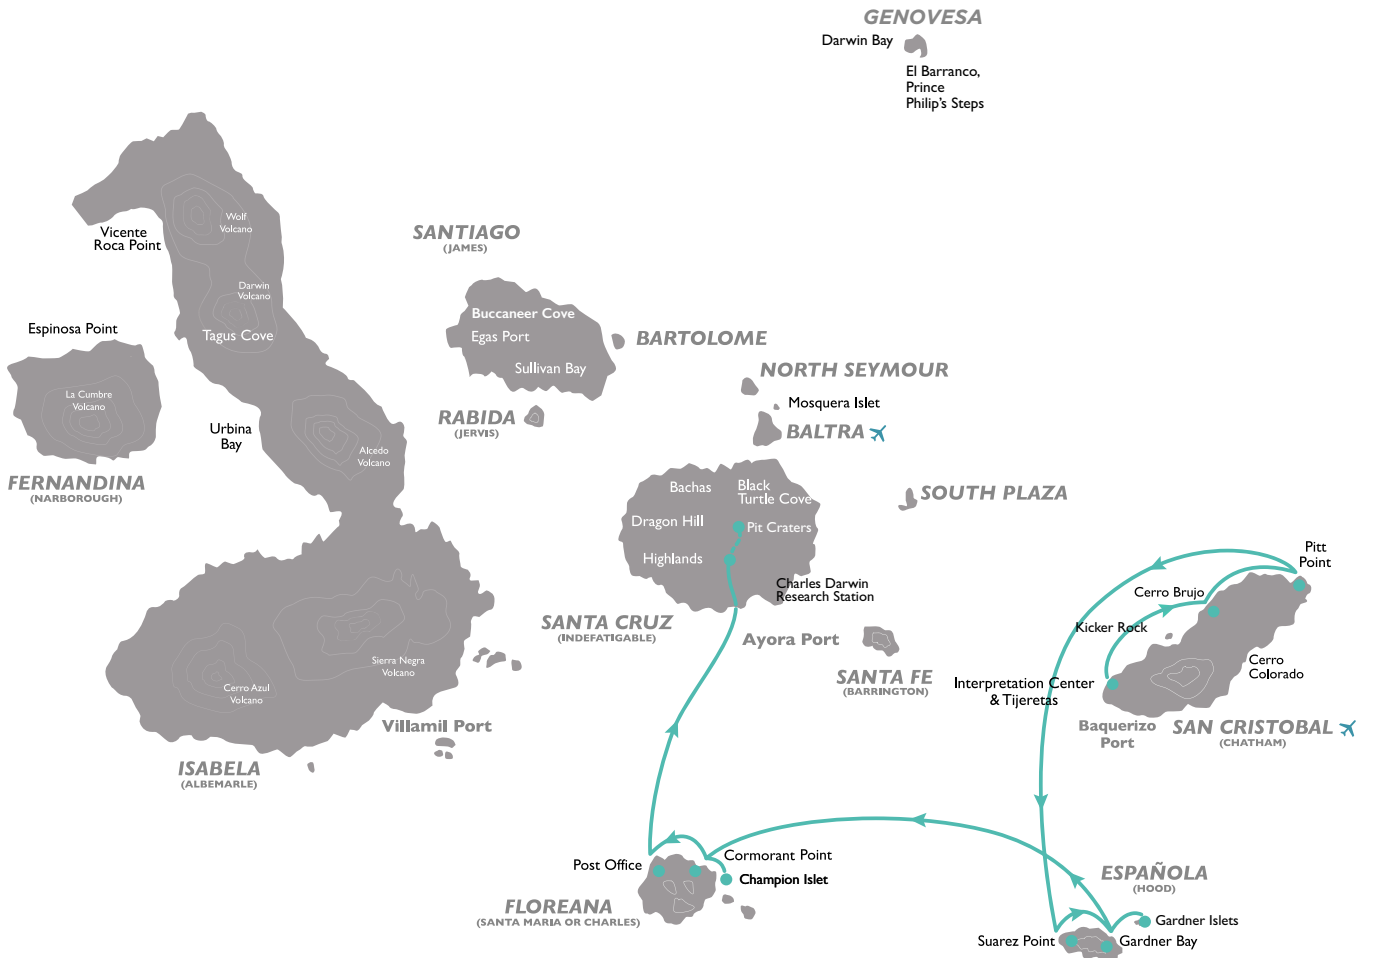 GENOVESA
Darwin Bay
El Barranco,
Prince
Philip's Steps
Wolf
Volcano
Vicente
Roca Point
SANTIAGO
(JAMES)
Darwin
Volcano
Tagus Cove
Buccaneer Cove
Egas Port
Sullivan Bay
BARTOLOME
Espinosa Point
NORTH SEYMOUR
Mosquera Islet
La Cumbre
Volcano
RABIDA
(JERVIS)
BALTRA
Urbina
Bay
Alcedo
Volcano
FERNANDINA
(NARBOROUGH)
Bachas
Black
Turtle Cove
SOUTH PLAZA
Dragon Hill
Pit Craters
Highlands
Charles Darwin
Research Station
SANTA CRUZ
(INDEFATIGABLE)
Ayora Port
SANTA FE
(BARRINGTON)
Pitt
Point
Cerro Brujo
Kicker Rock
Cerro
Colorado
Interpretation Center
& Tijeretas
Baquerizo
Port
SAN CRISTOBAL
(CHATHAM)
Sierra Negra
Volcano
Cerro Azul
Volcano
Villamil Port
ISABELA
(ALBEMARLE)
Post Office
Cormorant Point
Champion Islet
FLOREANA
(SANTA MARIA OR CHARLES)
ESPAÑOLA
(HOOD)
Gardner Islets
Suarez Point
Gardner Bay